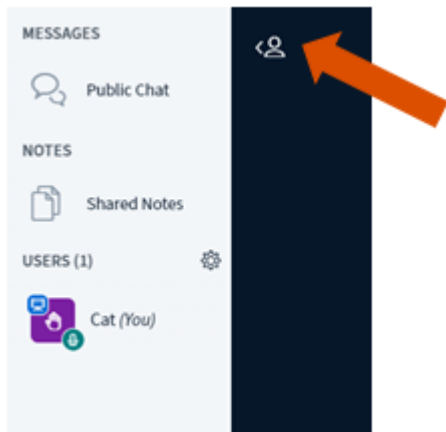 MESSAGES
Public Chat
NOTES
Shared Notes
USERS (1)
Cat (You)